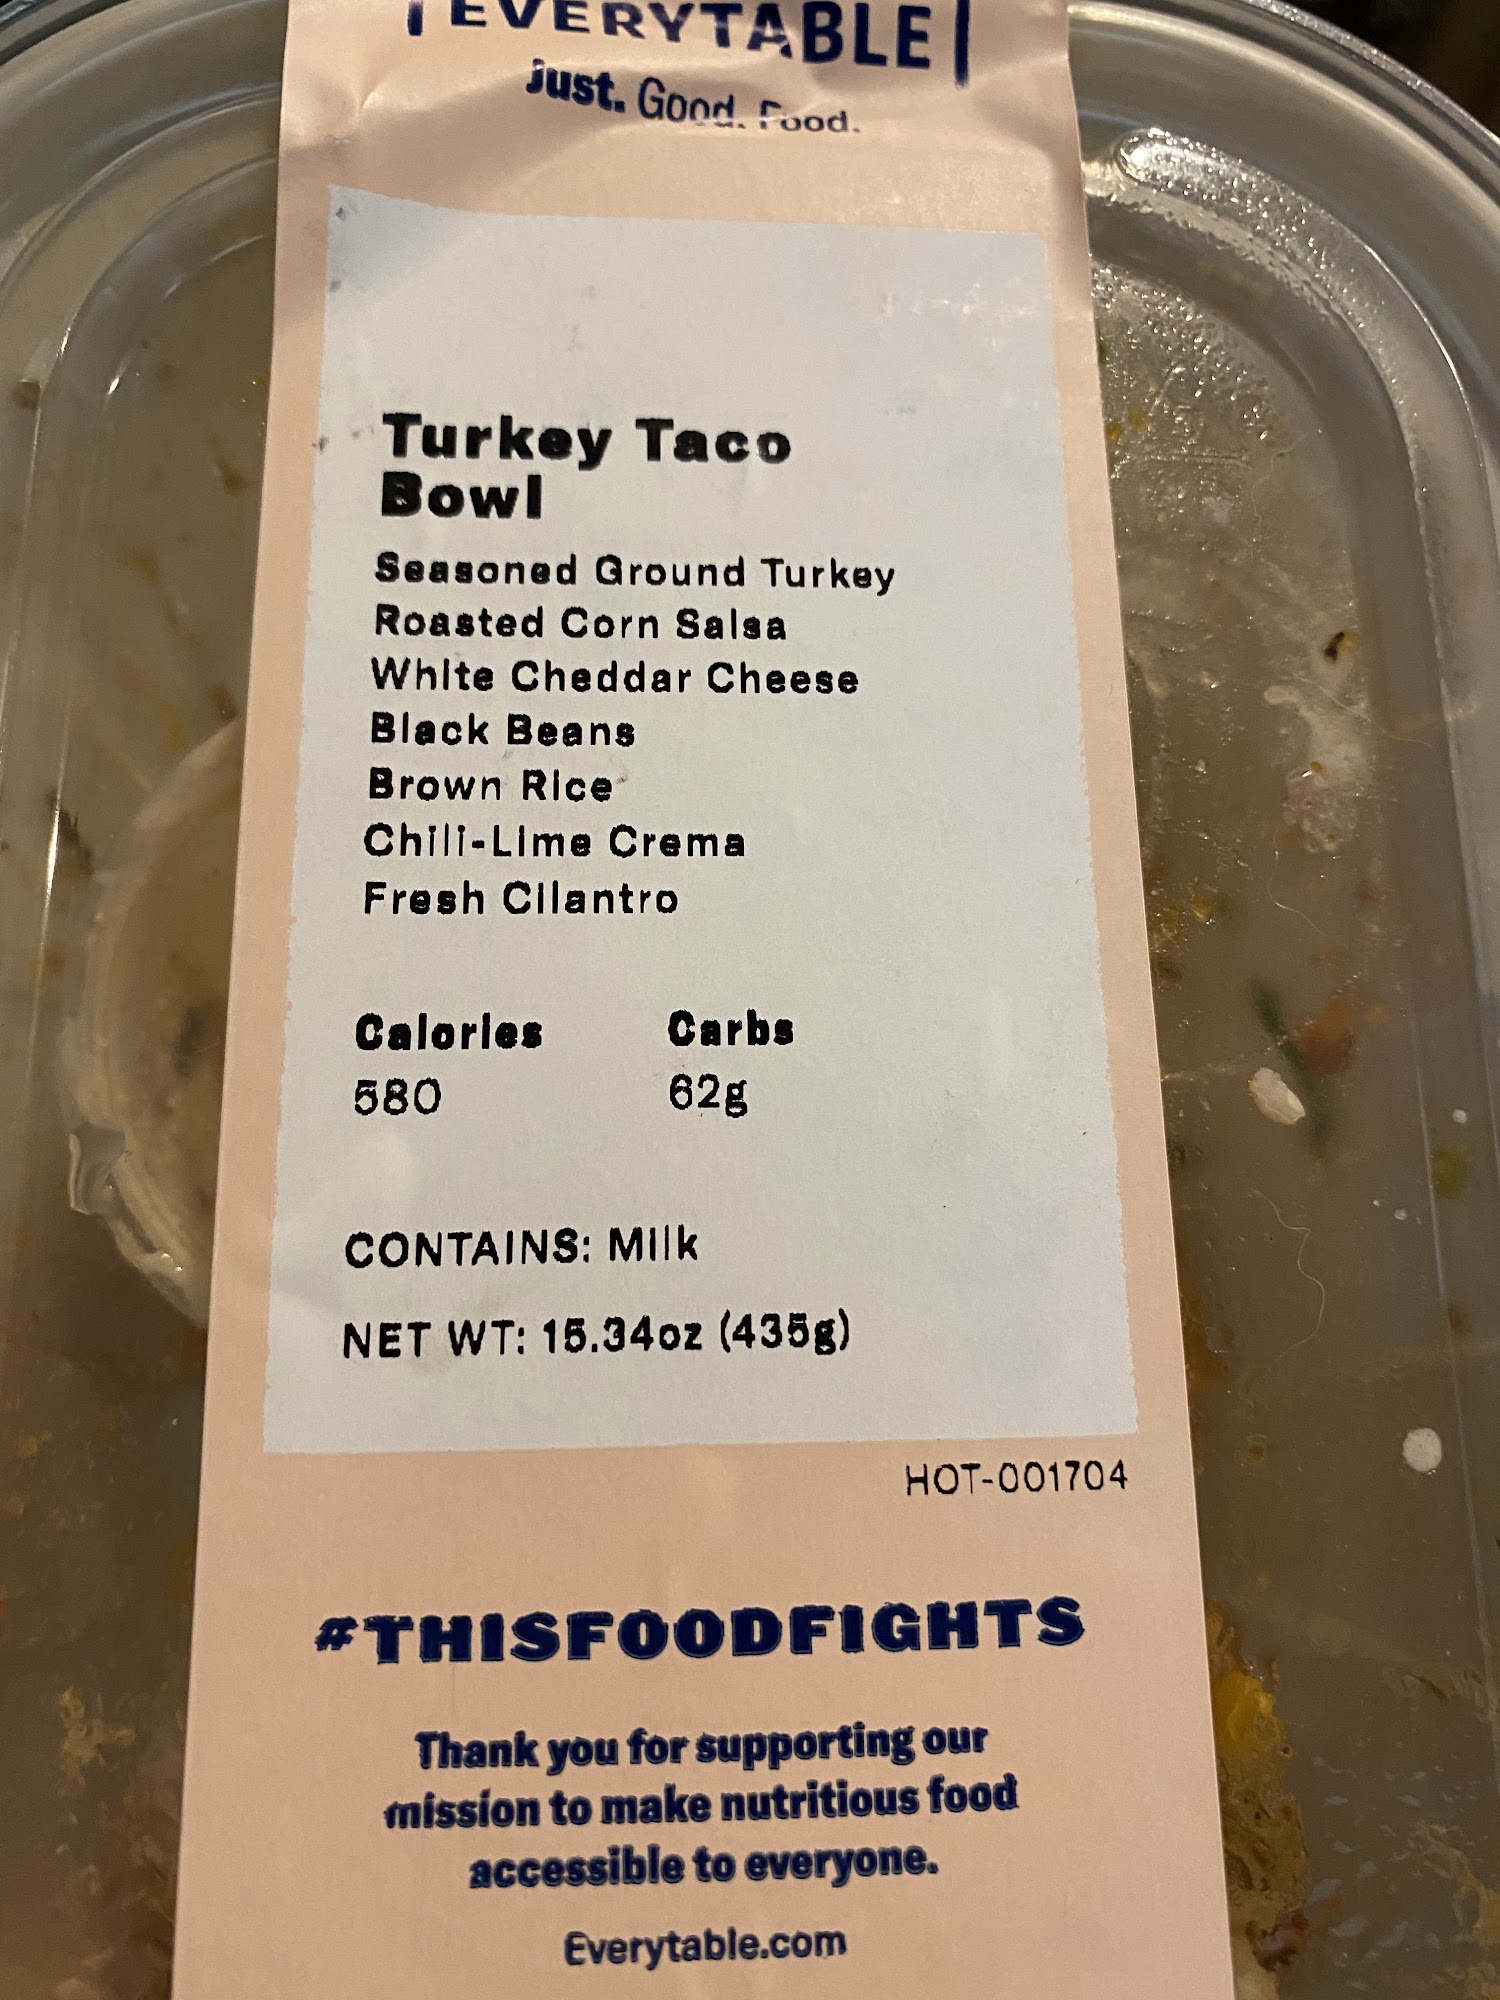 EVERYTABLE
Just. Good. Food.
Turkey Taco
Bowl
Seasoned Ground Turkey
Roasted Corn Salsa
White Cheddar Cheese
Black Beans
Brown Rice
Chili-Lime Crema
Fresh Cilantro
Calories Carbs
580 62g
CONTAINS: Milk
NET WT: 15.34oz (435g)
HOT-001704
#THISFOODFIGHTS
Thank you for supporting our
mission to make nutritious food
accessible to everyone.
Everytable.com